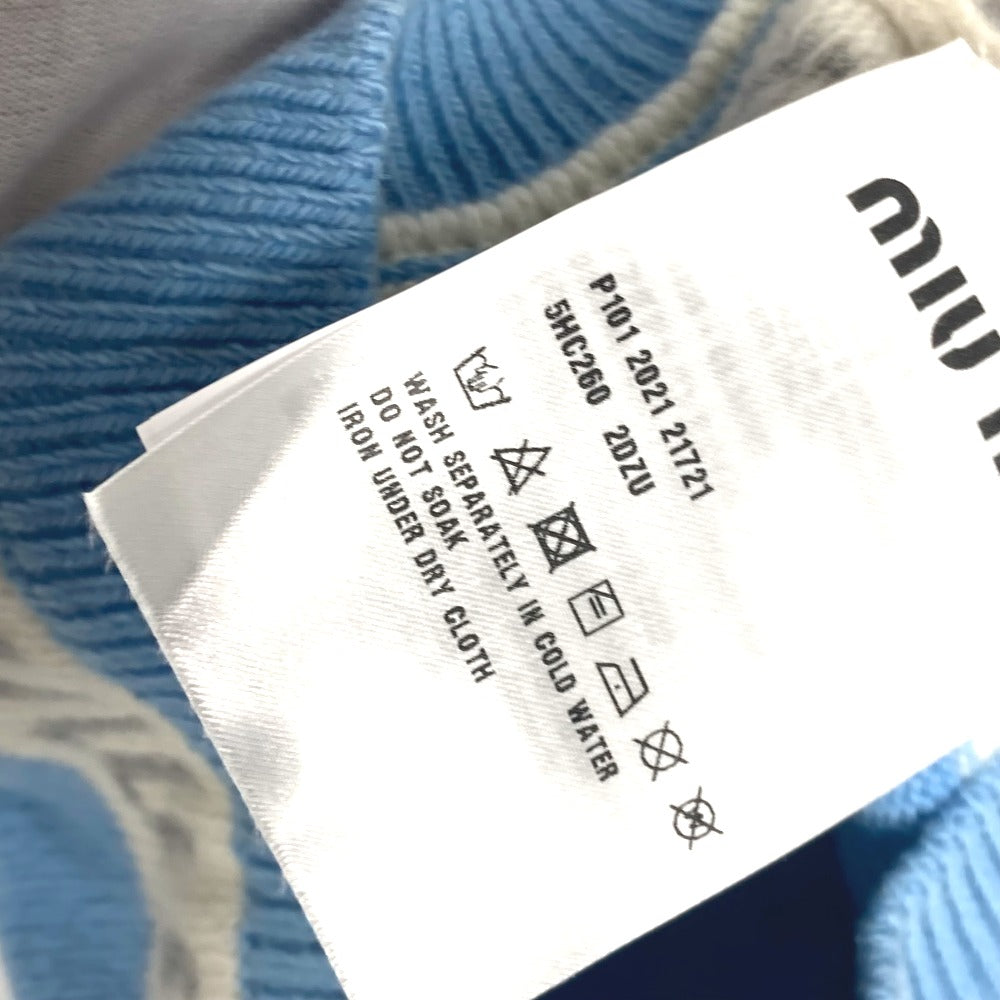 MIU
P101 2021 21721
5HC260 2DZU
WASH SEPARATELY IN COLD WATER
DO NOT SOAK
IRON UNDER DRY CLOTH